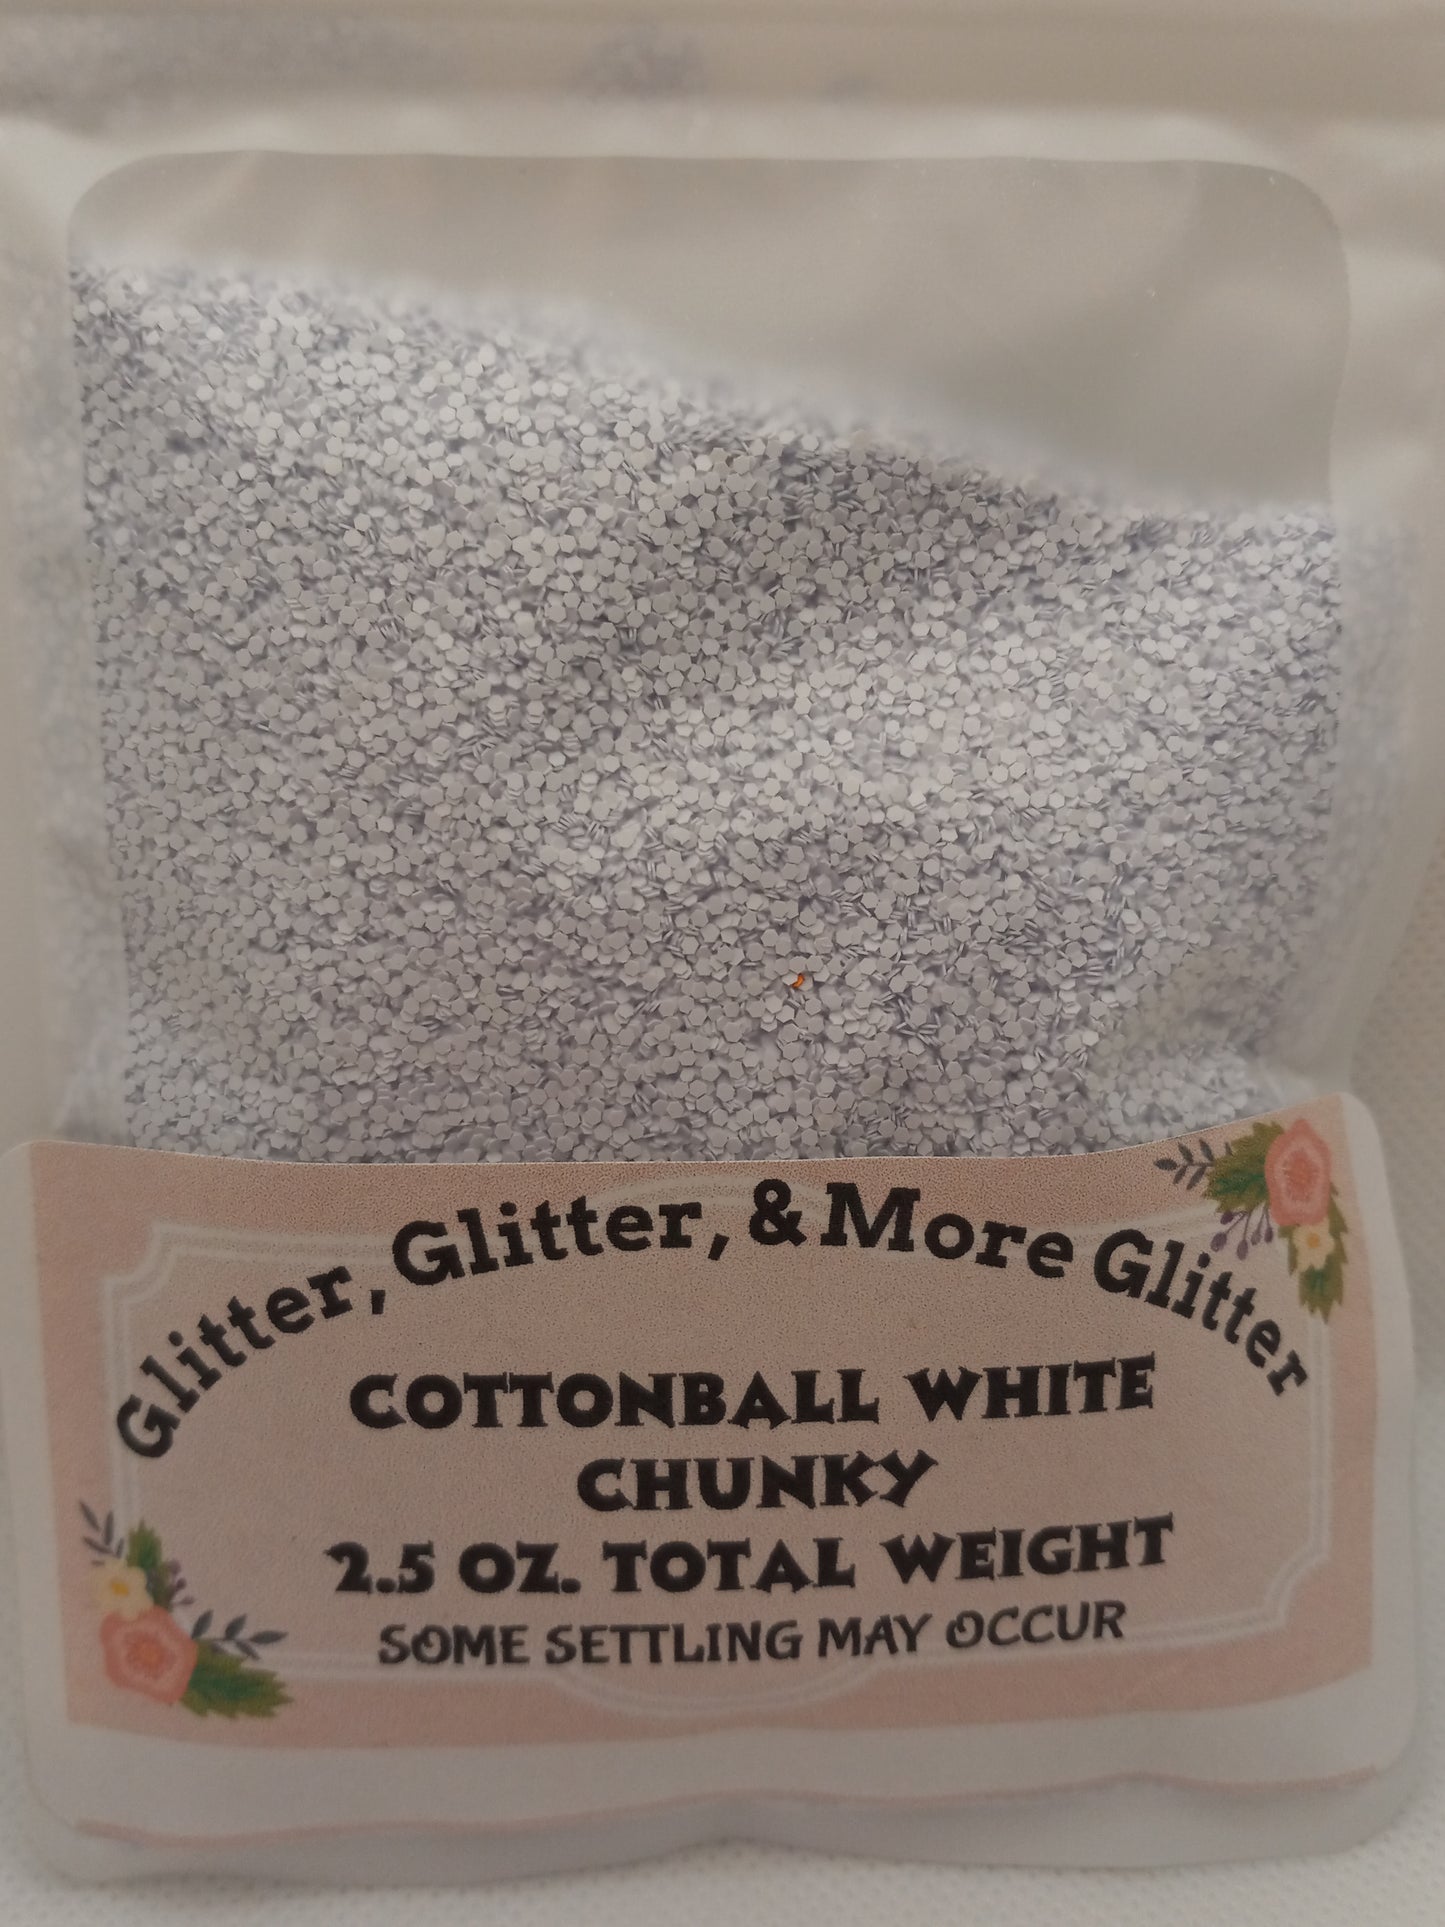 Glitter, Glitter, & More Glitter
COTTONBALL WHITE
CHUNKY
2.5 OZ. TOTAL WEIGHT
SOME SETTLING MAY OCCUR